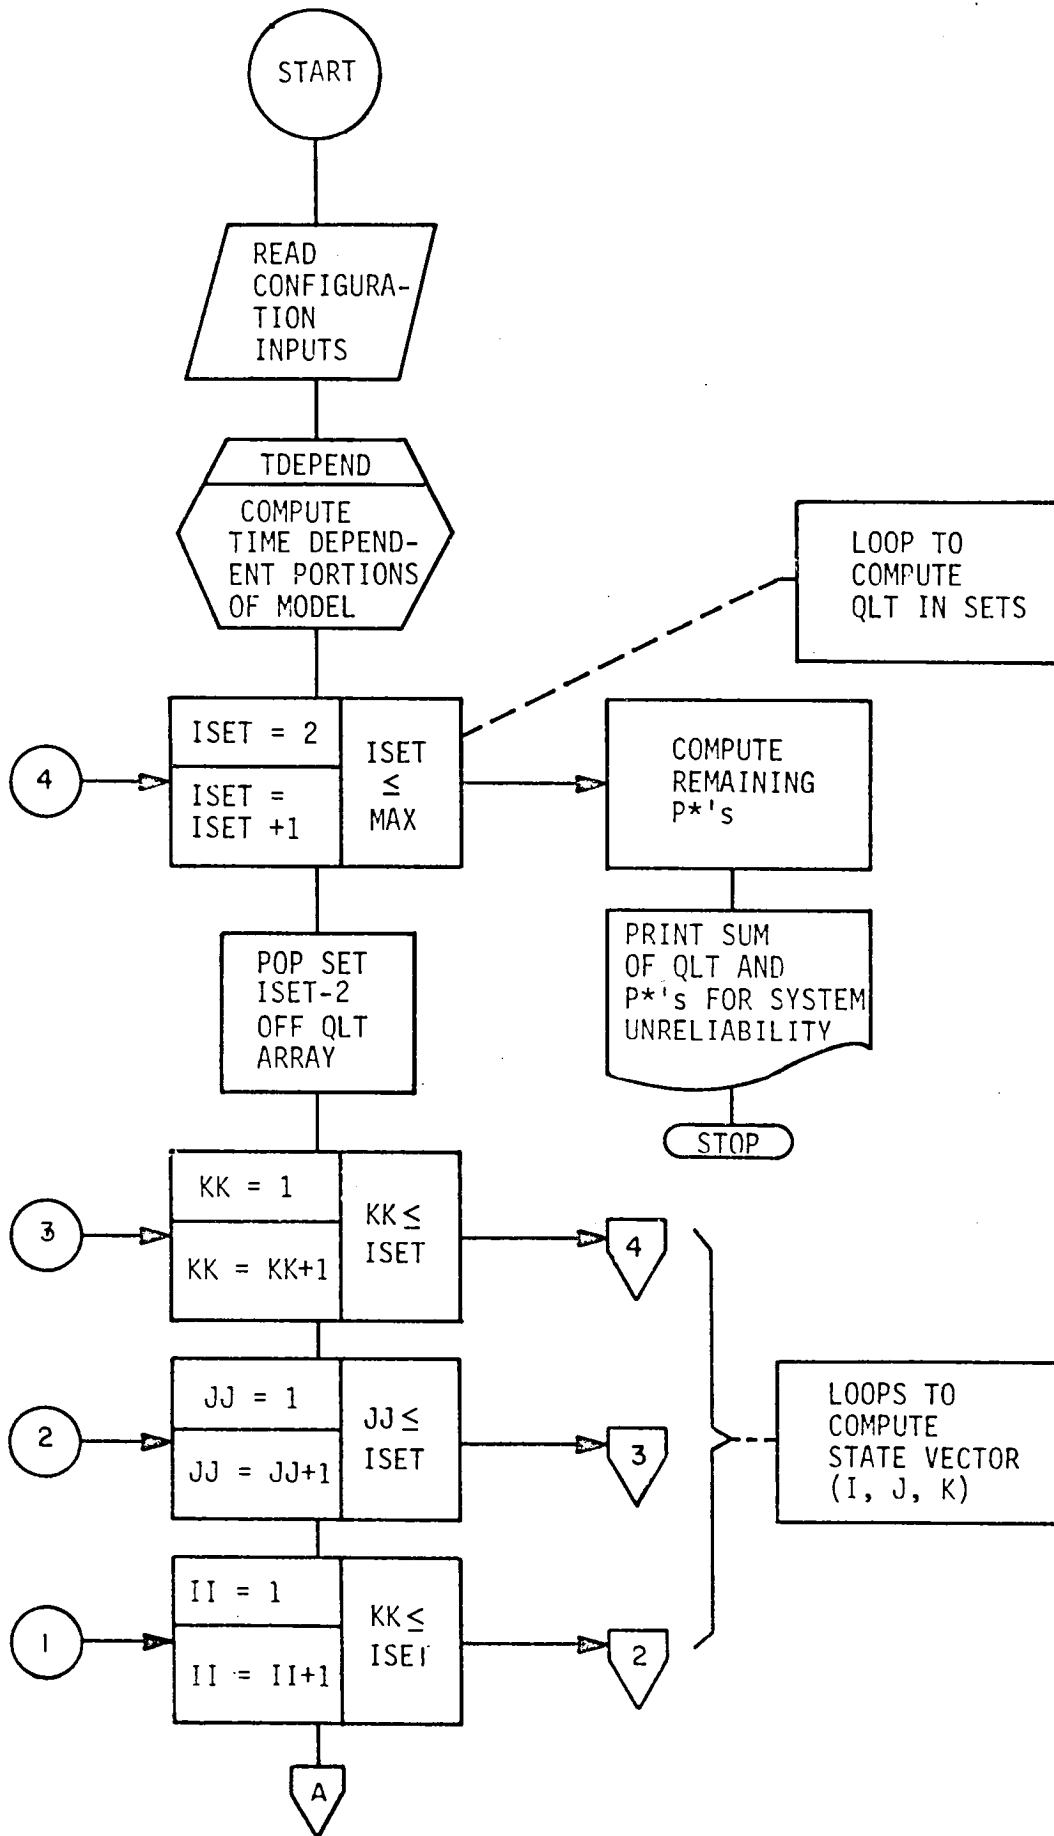 START
READ
CONFIGURA-
TION
INPUTS
TDEPEND
COMPUTE
TIME DEPEND-
ENT PORTIONS
OF MODEL
LOOP TO
COMPUTE
QLT IN SETS
4
ISET = 2
ISET =
ISET +1
ISET
≤
MAX
COMPUTE
REMAINING
P*'s
POP SET
ISET-2
OFF QLT
ARRAY
PRINT SUM
OF QLT AND
P*'s FOR SYSTEM
UNRELIABILITY
STOP
3
KK = 1
KK = KK+1
KK ≤
ISET
4
2
JJ = 1
JJ = JJ+1
JJ ≤
ISET
3
LOOPS TO
COMPUTE
STATE VECTOR
(I, J, K)
1
II = 1
II = II+1
KK ≤
ISET
2
A